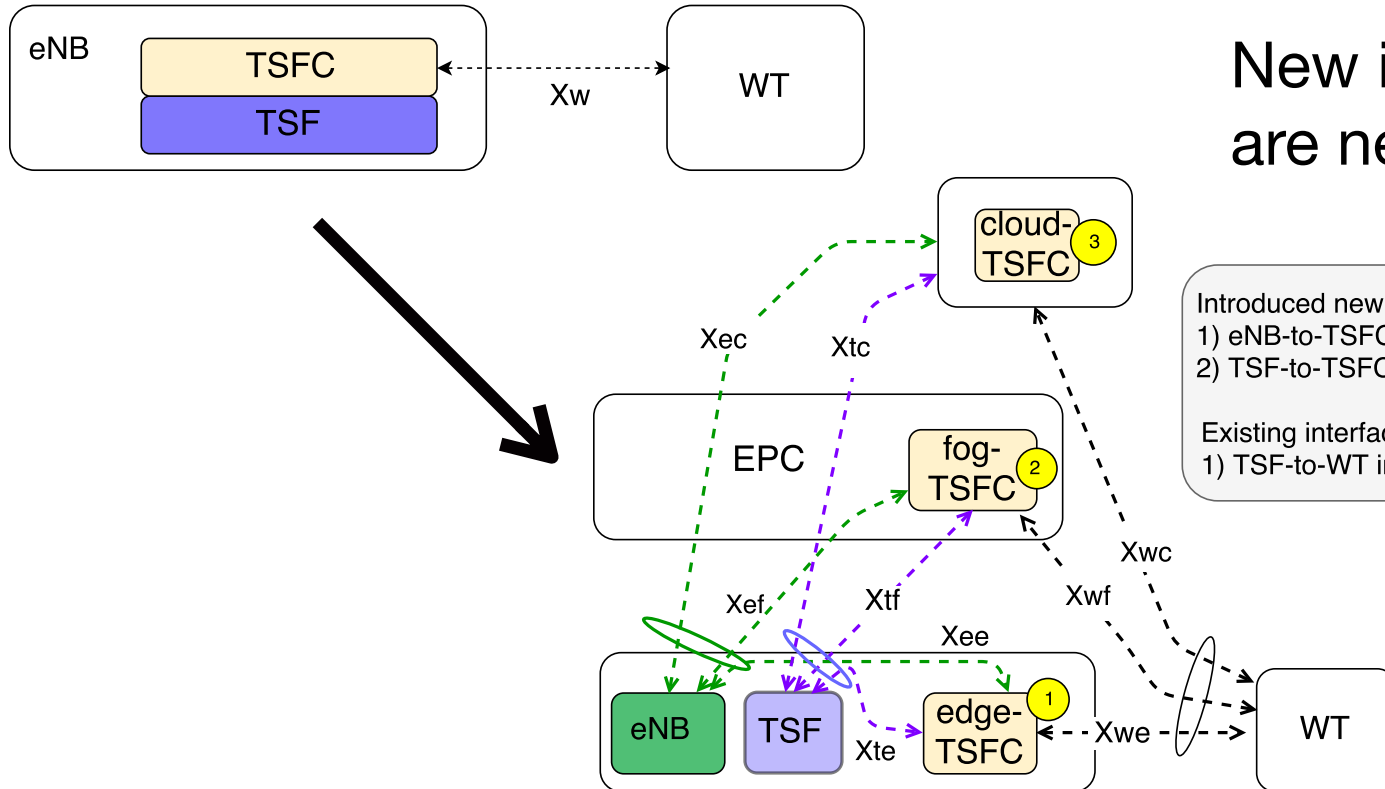 eNB
TSFC
TSF
Xw
WT
New
are
cloud-
TSFC
3
Xec
Xtc
Introduced new
1) eNB-to-TSFC
2) TSF-to-TSFC
Existing
1) TSF-to-WT
EPC
fog-
TSFC
2
Xwc
Xwf
Xef
Xtf
Xee
eNB
TSF
edge-
TSFC
1
Xte
Xwe
WT